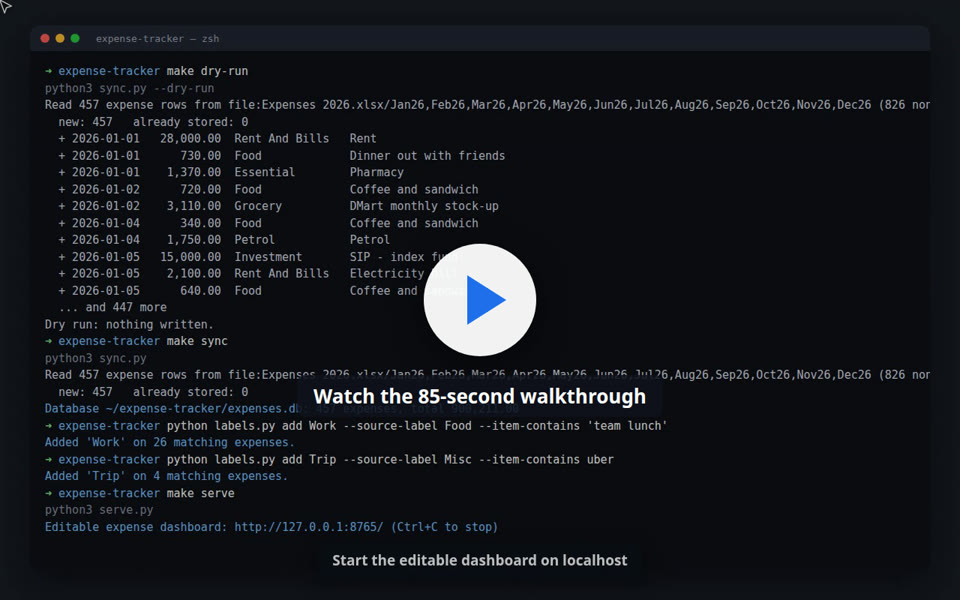 expense-tracker — zsh
➜ expense-tracker make dry-run
python3 sync.py --dry-run
Read 457 expense rows from file:Expenses 2026.xlsx/Jan26,Feb26,Mar26,Apr26,May26,Jun26,Jul26,Aug26,Sep26,Oct26,Nov26,Dec26 (826 non
new: 457 already stored: 0
+ 2026-01-01 28,000.00 Rent And Bills Rent
+ 2026-01-01 730.00 Food Dinner out with friends
+ 2026-01-01 1,370.00 Essential Pharmacy
+ 2026-01-02 720.00 Food Coffee and sandwich
+ 2026-01-02 3,110.00 Grocery DMart monthly stock-up
+ 2026-01-04 340.00 Food Coffee and sandwich
+ 2026-01-04 1,750.00 Petrol Petrol
+ 2026-01-05 15,000.00 Investment SIP - index fund
+ 2026-01-05 2,100.00 Rent And Bills Electricity
+ 2026-01-05 640.00 Food Coffee and
... and 447 more
Dry run: nothing written.
➜ expense-tracker make sync
python3 sync.py
Read 457 expense rows from file:Expenses 2026.xlsx/Jan26,Feb26,Mar26,Apr26,May26,Jun26,Jul26,Aug26,Sep26,Oct26,Nov26,Dec26 (826 non
new: 457 already stored: 0
Watch the 85-second walkthrough
Database ~/expense-tracker/expenses.db: 457 expenses, total
➜ expense-tracker python labels.py add Work --source-label Food --item-contains 'team lunch'
Added 'Work' on 26 matching expenses.
➜ expense-tracker python labels.py add Trip --source-label Misc --item-contains uber
Added 'Trip' on 4 matching expenses.
➜ expense-tracker make serve
python3 serve.py
Editable expense dashboard: http://127.0.0.1:8765/ (Ctrl+C to stop)
Start the editable dashboard on localhost